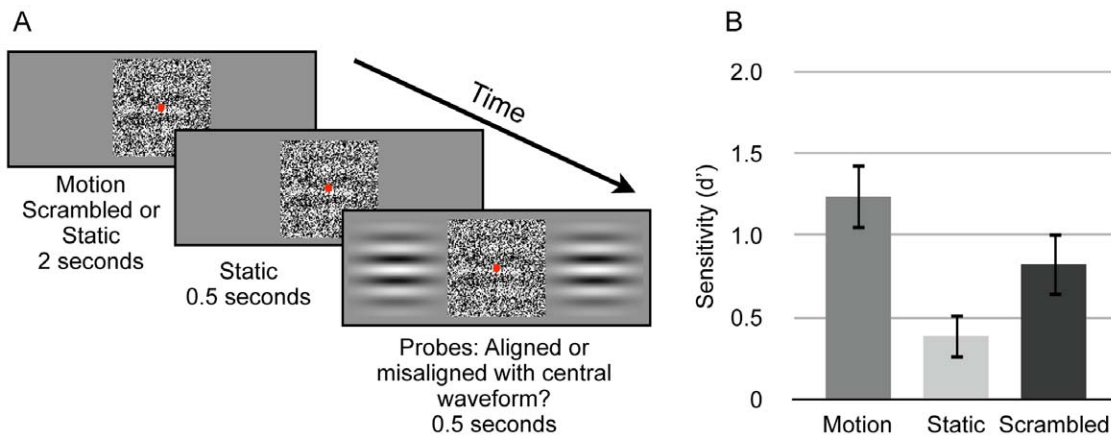 A
Time
Motion
Scrambled or
Static
2 seconds
Static
0.5 seconds
Probes: Aligned or
misaligned with central
waveform?
0.5 seconds
B
Sensitivity (d')
2.0
1.5
1.0
0.5
0
Motion Static Scrambled